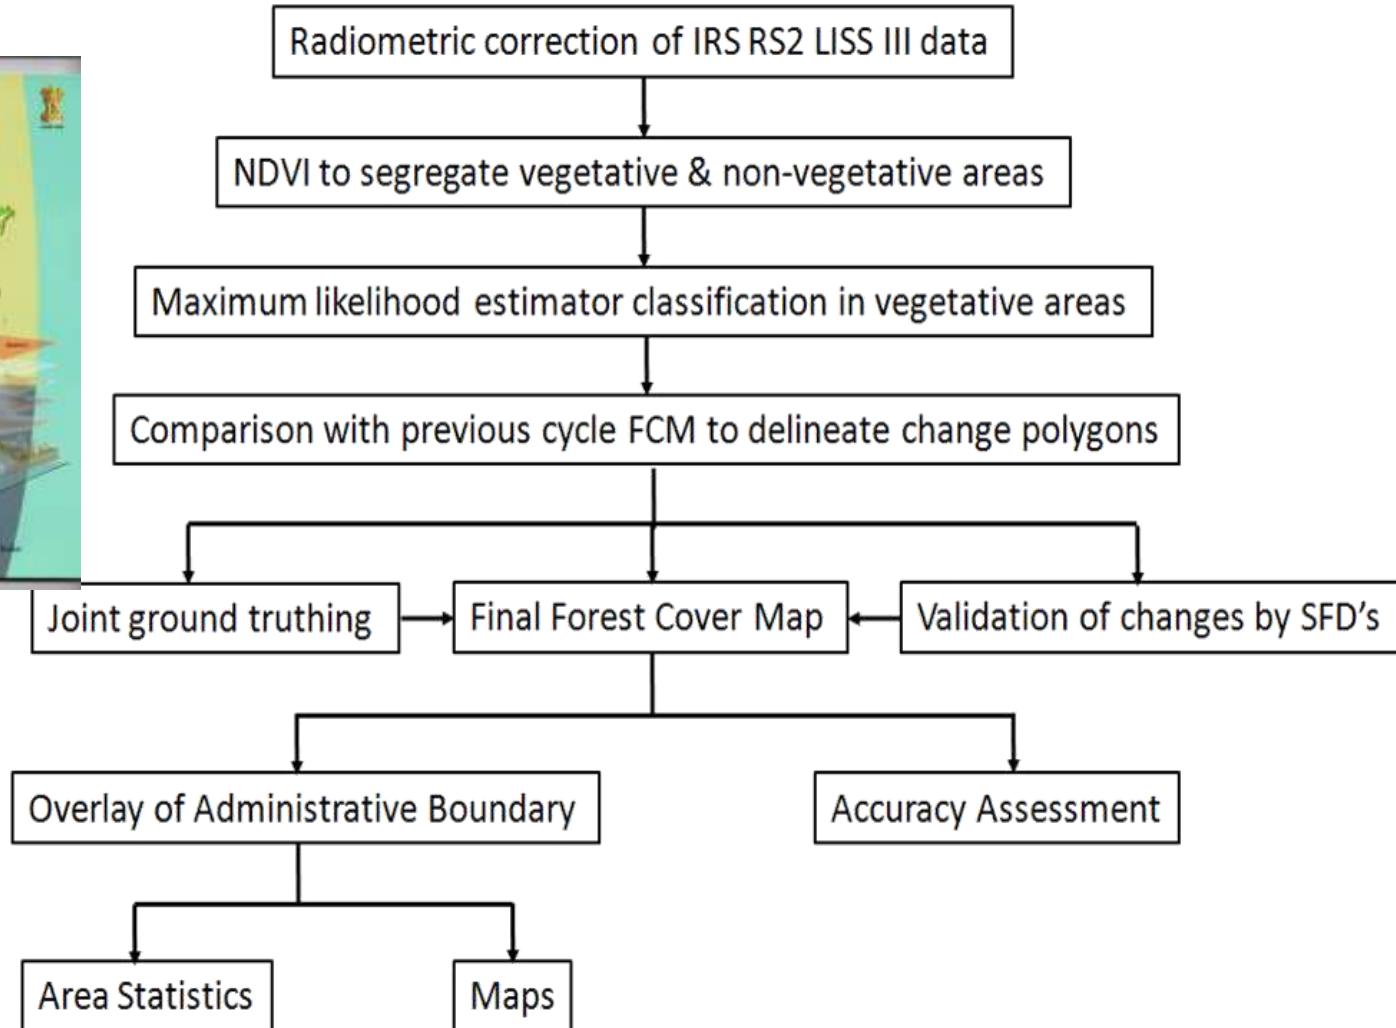 Radiometric correction of IRS RS2 LISS III data
NDVI to segregate vegetative & non-vegetative areas
Maximum likelihood estimator classification in vegetative areas
Comparison with previous cycle FCM to delineate change polygons
Joint ground truthing
Final Forest Cover Map
Validation of changes by SFD's
Overlay of Administrative Boundary
Accuracy Assessment
Area Statistics
Maps